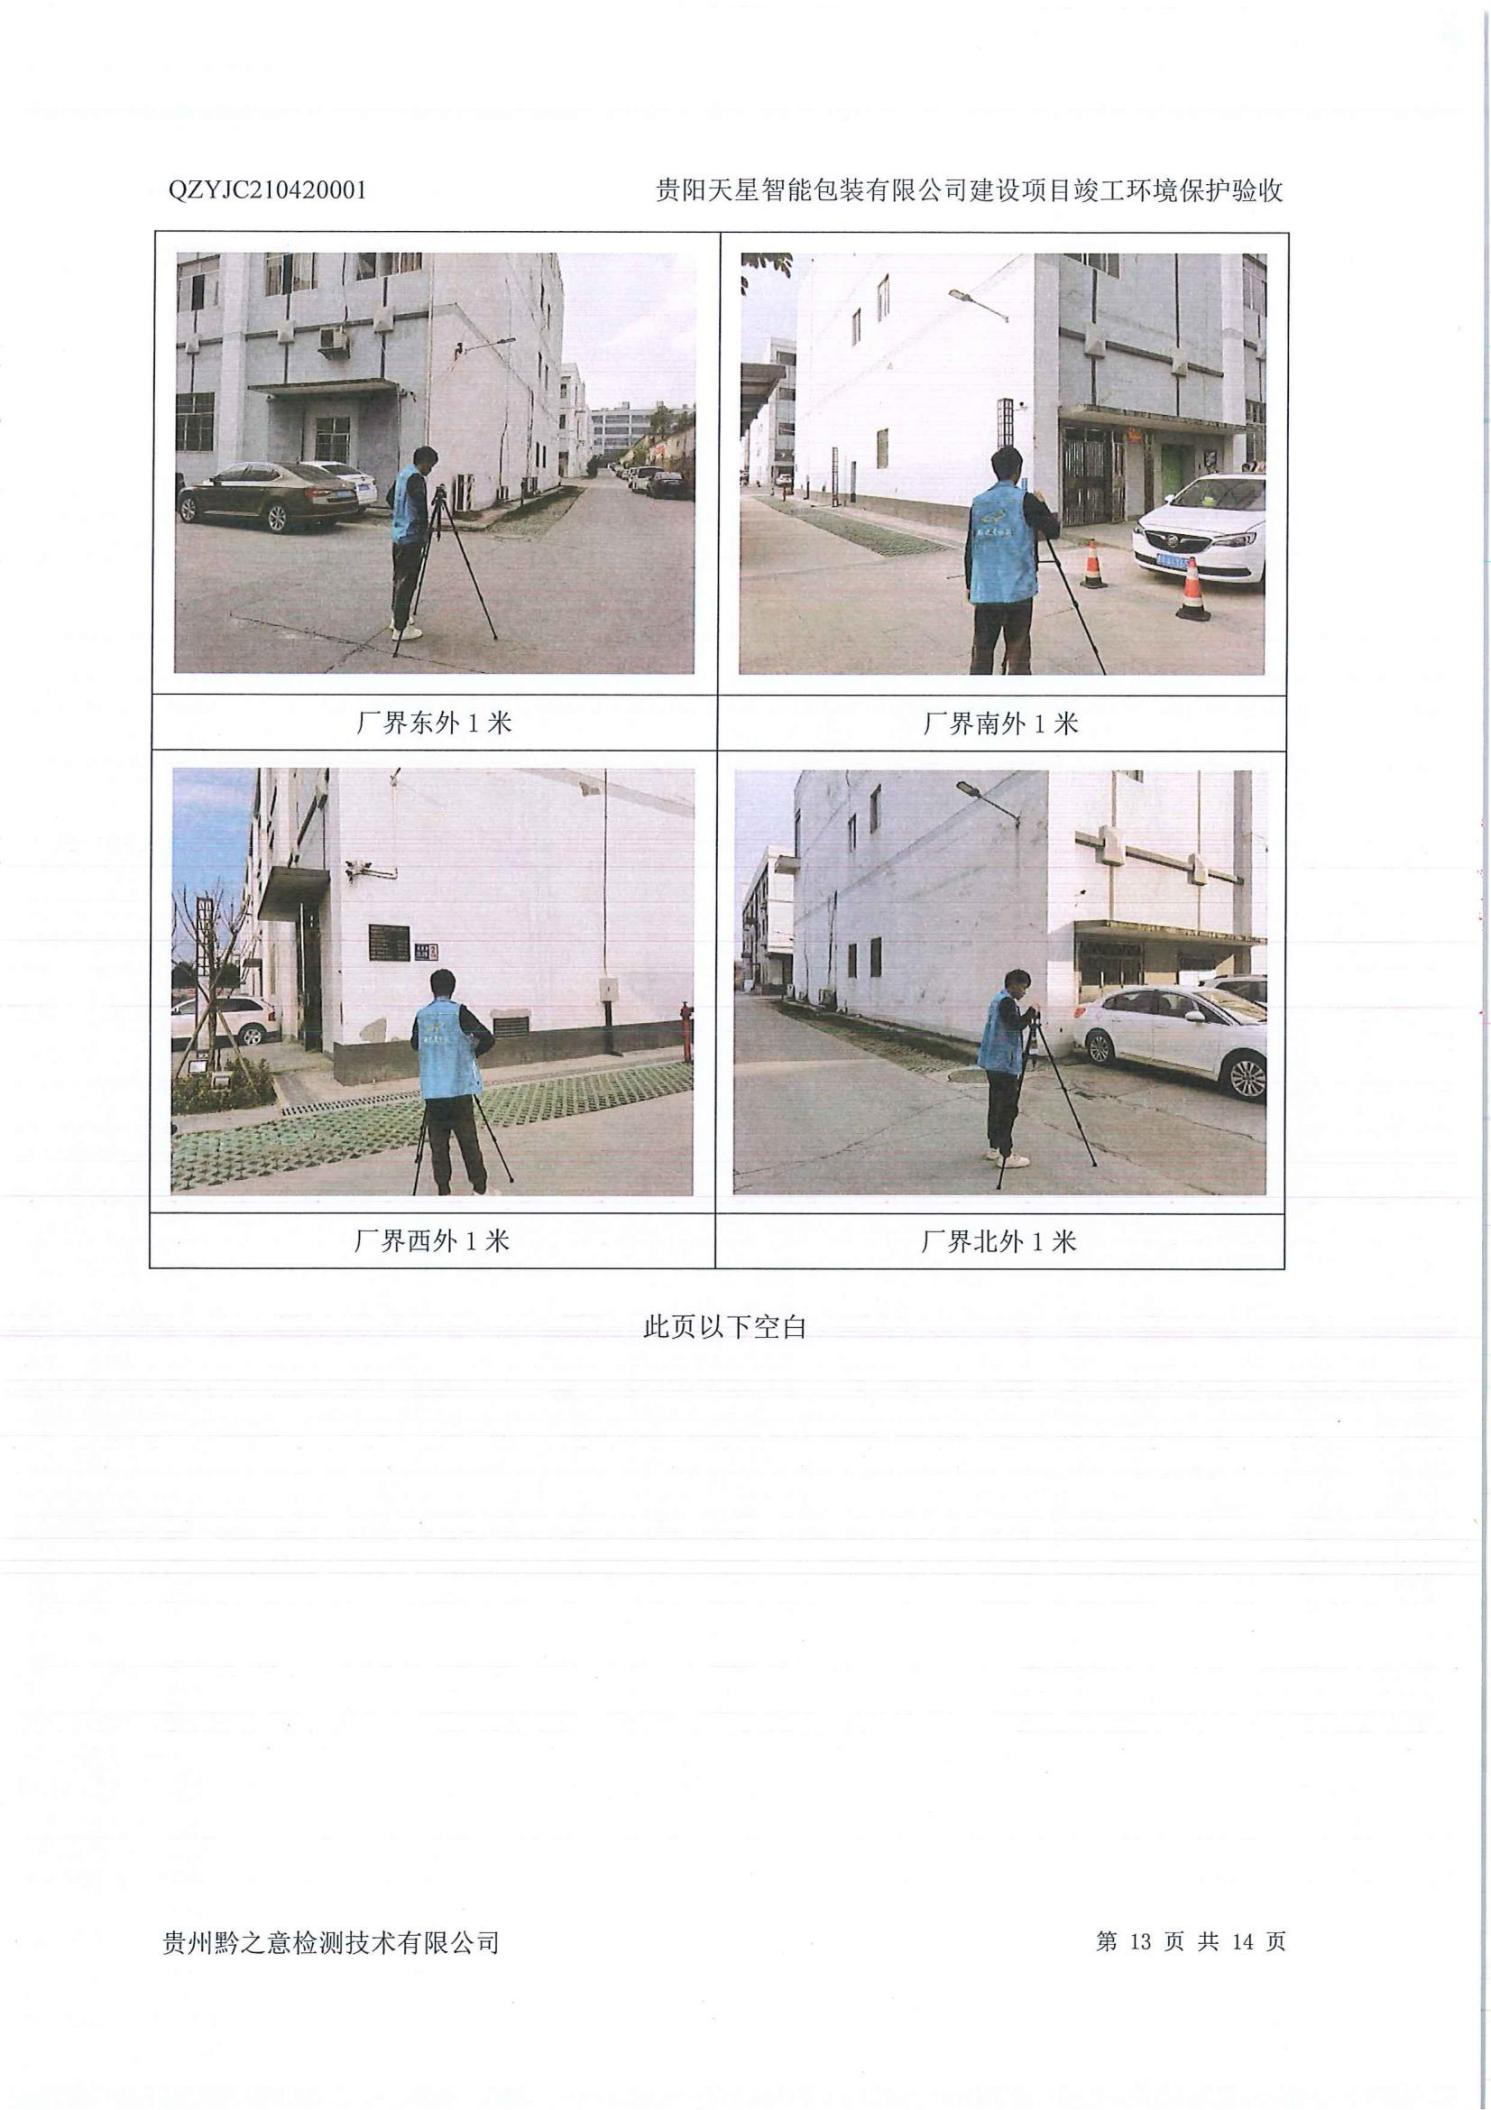 QZYJC210420001
贵阳天星智能包装有限公司建设项目竣工环境保护验收
厂界东外 1 米
厂界南外 1 米
厂界西外 1 米
厂界北外 1 米
此页以下空白
贵州黔之意检测技术有限公司
第 13 页 共 14 页